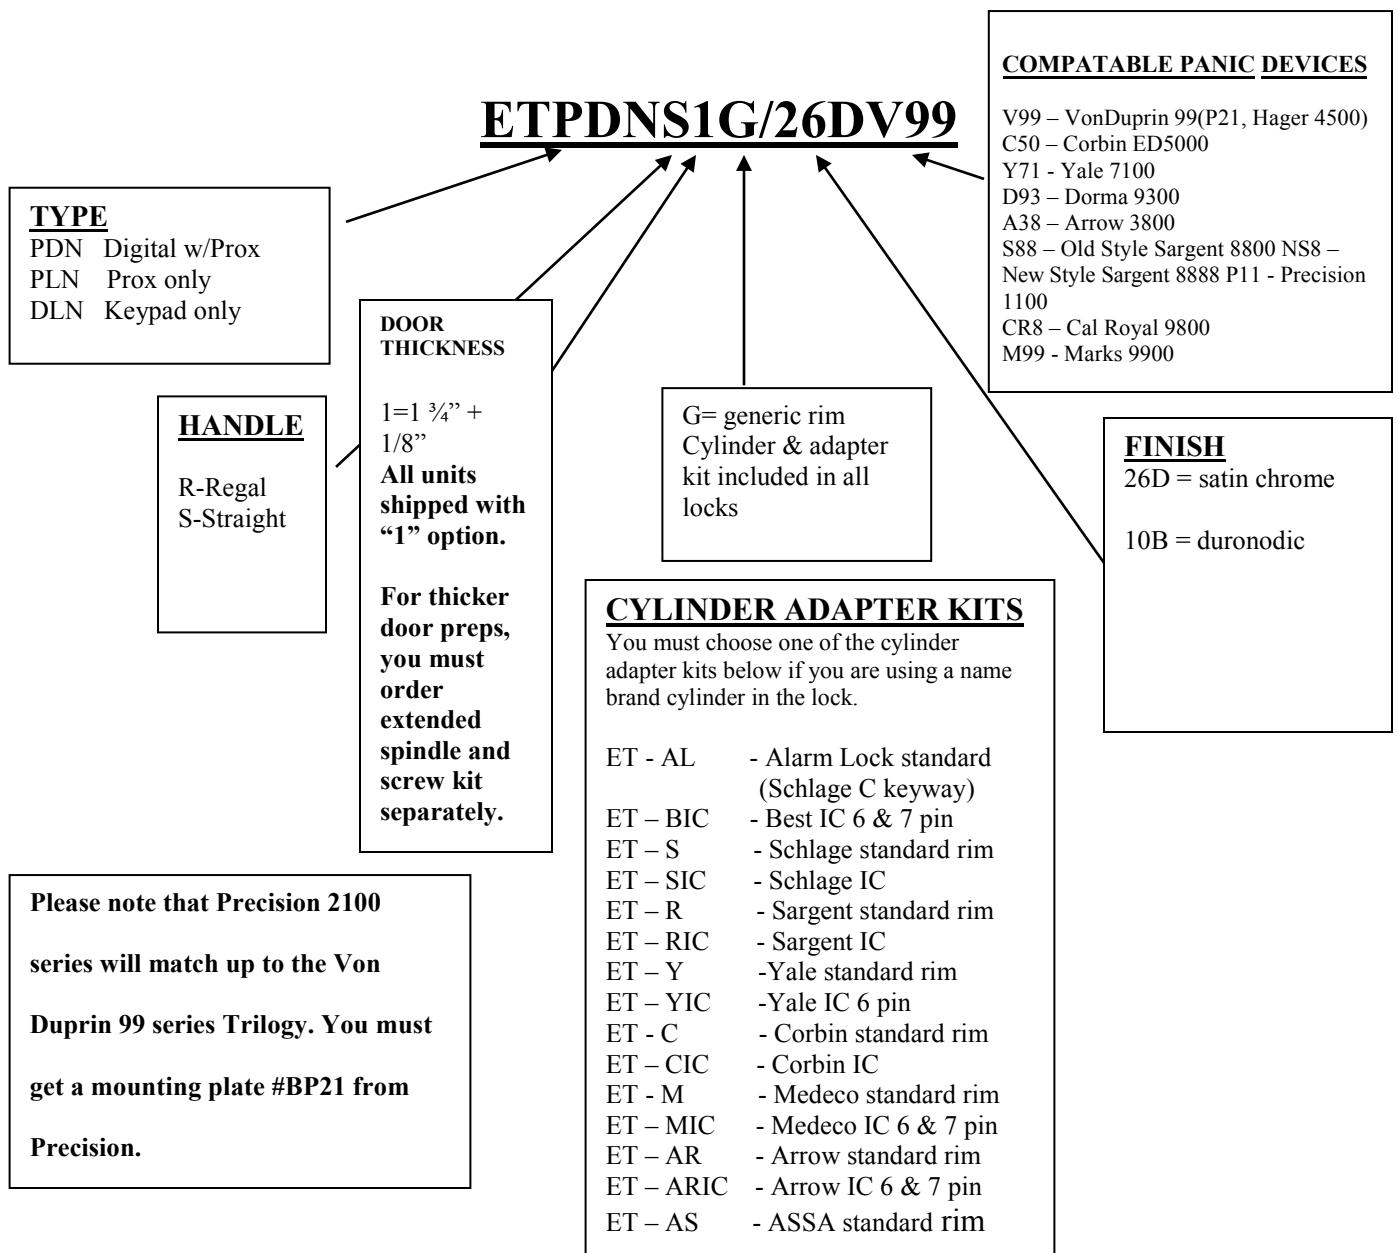 ETPDNS1G/26DV99
COMPATABLE PANIC DEVICES
V99 – VonDuprin 99(P21, Hager 4500)
C50 – Corbin ED5000
Y71 - Yale 7100
D93 – Dorma 9300
A38 – Arrow 3800
S88 – Old Style Sargent 8800 NS8 –
New Style Sargent 8888 P11 - Precision
1100
CR8 – Cal Royal 9800
M99 - Marks 9900
TYPE
PDN Digital w/Prox
PLN Prox only
DLN Keypad only
HANDLE
R-Regal
S-Straight
DOOR
THICKNESS
1=1 ¾” +
1/8”
All units
shipped with
“1” option.
For thicker
door preps,
you must
order
extended
spindle and
screw kit
separately.
G= generic rim
Cylinder & adapter
kit included in all
locks
FINISH
26D = satin chrome
10B = duronodic
CYLINDER ADAPTER KITS
You must choose one of the cylinder
adapter kits below if you are using a name
brand cylinder in the lock.
ET - AL - Alarm Lock standard
(Schlage C keyway)
ET – BIC - Best IC 6 & 7 pin
ET – S - Schlage standard rim
ET – SIC - Schlage IC
ET – R - Sargent standard rim
ET – RIC - Sargent IC
ET – Y -Yale standard rim
ET – YIC -Yale IC 6 pin
ET - C - Corbin standard rim
ET – CIC - Corbin IC
ET - M - Medeco standard rim
ET – MIC - Medeco IC 6 & 7 pin
ET – AR - Arrow standard rim
ET – ARIC - Arrow IC 6 & 7 pin
ET – AS - ASSA standard rim
Please note that Precision 2100
series will match up to the Von
Duprin 99 series Trilogy. You must
get a mounting plate #BP21 from
Precision.